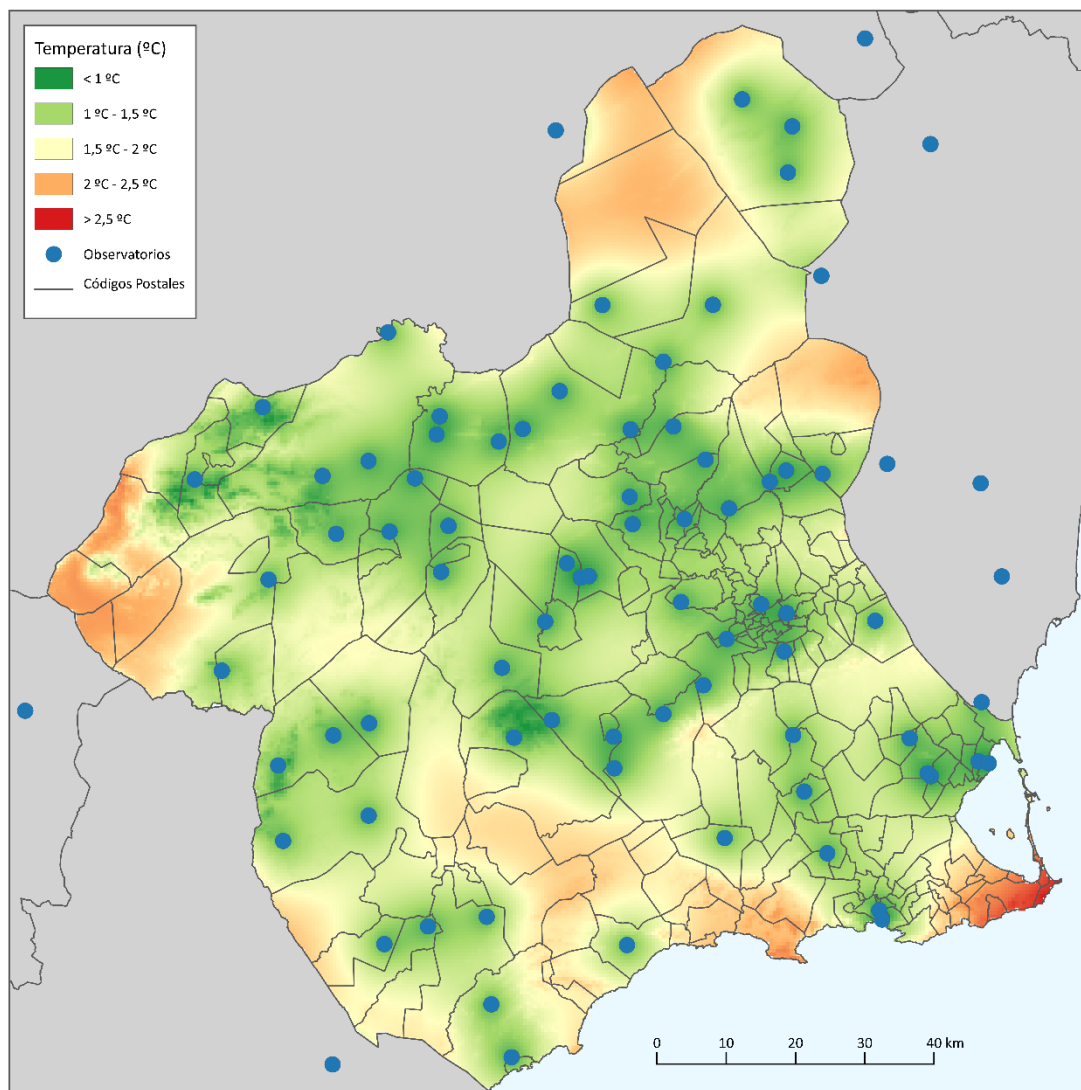 Temperatura (ºC)
< 1 ºC
1 ºC - 1,5 ºC
1,5 ºC - 2 ºC
2 ºC - 2,5 ºC
> 2,5 ºC
Observatorios
Códigos Postales
0 10 20 30 40 km